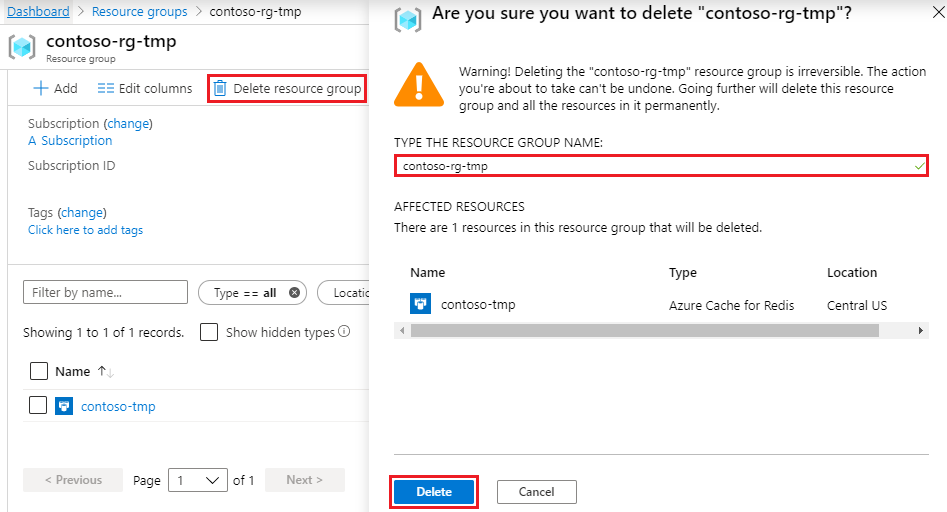 Dashboard > Resource groups > contoso-rg-tmp
contoso-rg-tmp
Resource group
Add Edit columns Delete resource group
Subscription (change)
A Subscription
Subscription ID
Tags (change)
Click here to add tags
Filter by name...
Type == all
Locatio
Showing 1 to 1 of 1 records.
Show hidden types
Name ↑↓
contoso-tmp
< Previous
Page 1 of 1
Next >
Are you sure you want to delete "contoso-rg-tmp"?
Warning! Deleting the "contoso-rg-tmp" resource group is irreversible. The action
you're about to take can't be undone. Going further will delete this resource
group and all the resources in it permanently.
TYPE THE RESOURCE GROUP NAME:
contoso-rg-tmp
AFFECTED RESOURCES
There are 1 resources in this resource group that will be deleted.
Name Type Location
contoso-tmp Azure Cache for Redis Central US
Delete Cancel